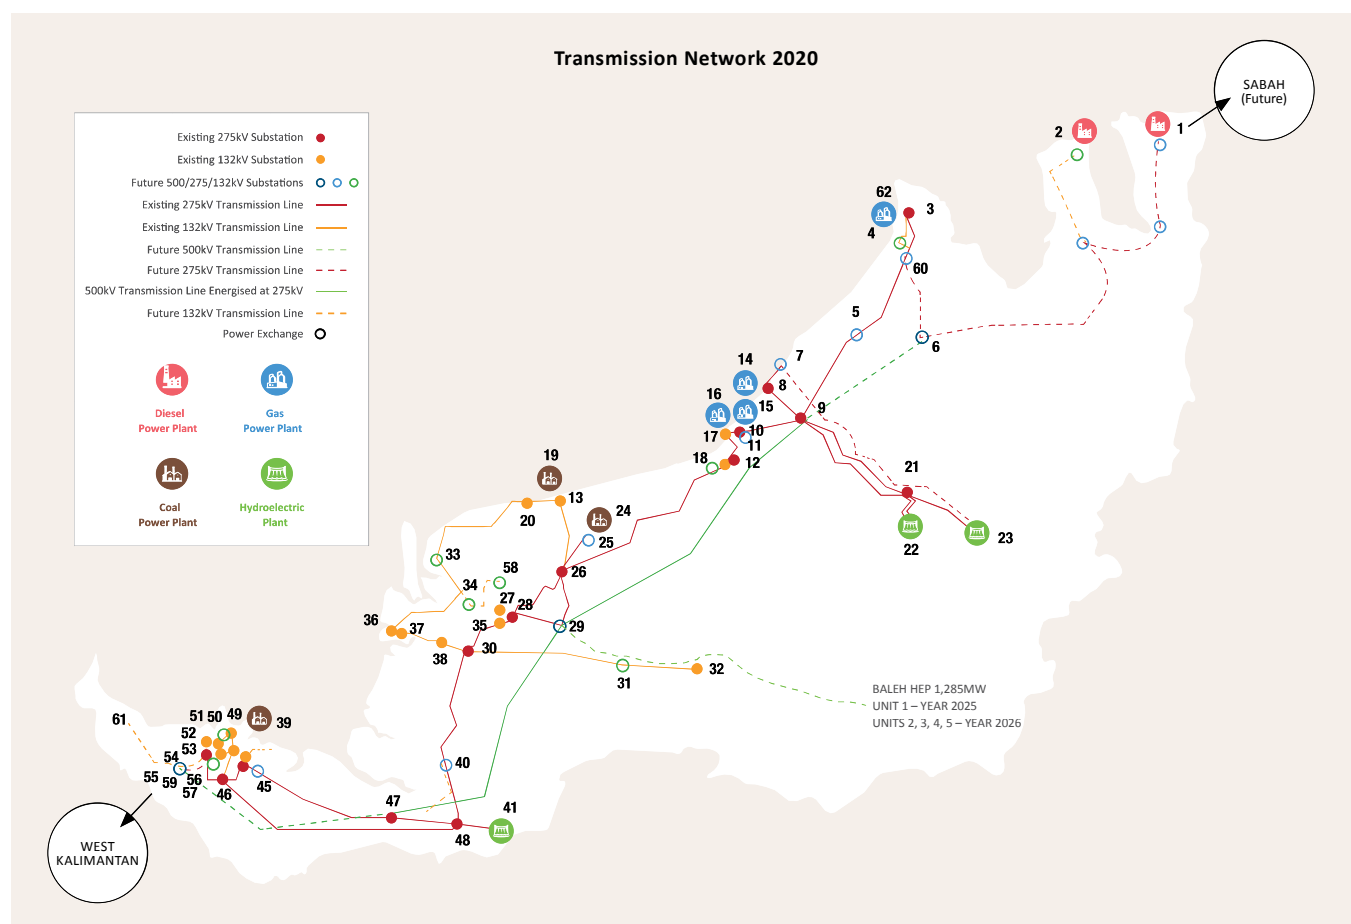 Transmission Network 2020
SABAH
(Future)
Existing 275kV Substation
Existing 132kV Substation
Future 500/275/132kV Substations
Existing 275kV Transmission Line
Existing 132kV Transmission Line
Future 500kV Transmission Line
Future 275kV Transmission Line
500kV Transmission Line Energised at 275kV
Future 132kV Transmission Line
Power Exchange
Diesel
Power Plant
Gas
Power Plant
Coal
Power Plant
Hydroelectric
Plant
2
1
62
3
4
60
5
6
7
14
8
16
15
9
10
17
11
18
12
19
21
13
24
20
25
22
23
33
58
26
34
27
28
36
35
29
37
30
38
31
32
BALEH HEP 1,285MW
UNIT 1 – YEAR 2025
UNITS 2, 3, 4, 5 – YEAR 2026
61
51
50
49
39
52
53
54
55
59
56
57
46
45
40
47
41
48
WEST
KALIMANTAN